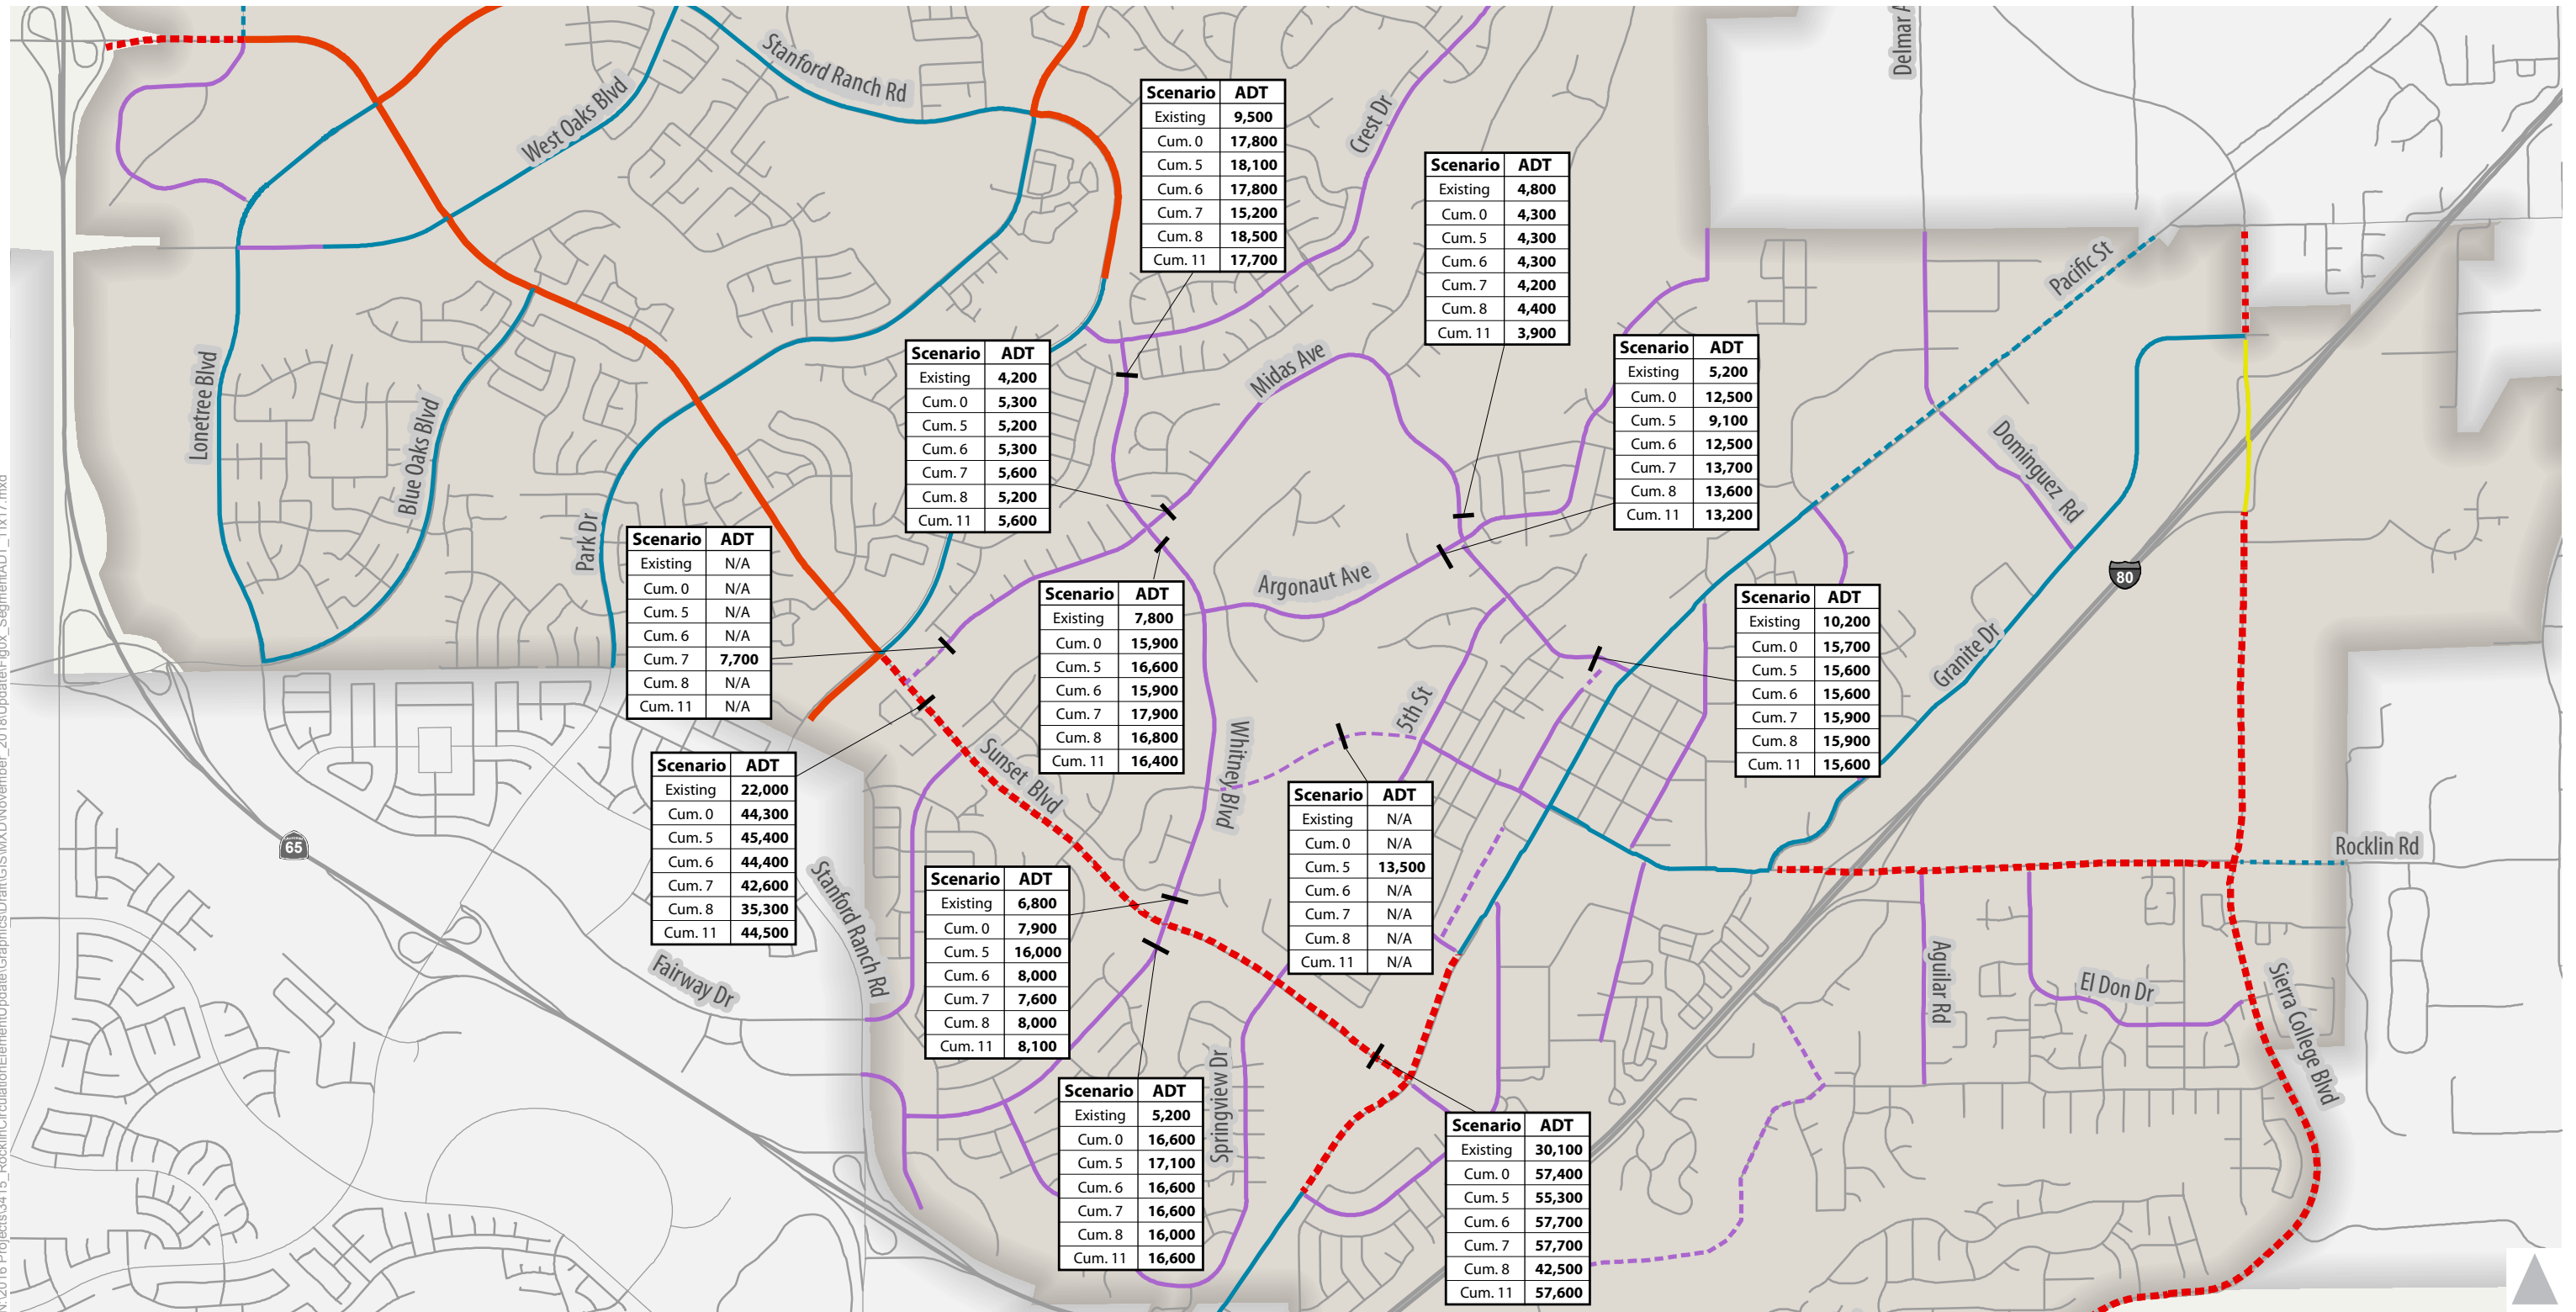 Delmar A
Stanford Ranch Rd
West Oaks Blvd
Crest Dr
Scenario ADT
Existing 9,500
Cum. 0 17,800
Cum. 5 18,100
Cum. 6 17,800
Cum. 7 15,200
Cum. 8 18,500
Cum. 11 17,700
Scenario ADT
Existing 4,800
Cum. 0 4,300
Cum. 5 4,300
Cum. 6 4,300
Cum. 7 4,200
Cum. 8 4,400
Cum. 11 3,900
Pacific St
Lonetree Blvd
Blue Oaks Blvd
Park Dr
Scenario ADT
Existing 4,200
Cum. 0 5,300
Cum. 5 5,200
Cum. 6 5,300
Cum. 7 5,600
Cum. 8 5,200
Cum. 11 5,600
Midas Ave
Scenario ADT
Existing 5,200
Cum. 0 12,500
Cum. 5 9,100
Cum. 6 12,500
Cum. 7 13,700
Cum. 8 13,600
Cum. 11 13,200
Dominguez Rd
Scenario ADT
Existing N/A
Cum. 0 N/A
Cum. 5 N/A
Cum. 6 N/A
Cum. 7 7,700
Cum. 8 N/A
Cum. 11 N/A
Scenario ADT
Existing 7,800
Cum. 0 15,900
Cum. 5 16,600
Cum. 6 15,900
Cum. 7 17,900
Cum. 8 16,800
Cum. 11 16,400
Argonaut Ave
80
Scenario ADT
Existing 10,200
Cum. 0 15,700
Cum. 5 15,600
Cum. 6 15,600
Cum. 7 15,900
Cum. 8 15,900
Cum. 11 15,600
Granite Dr
5th St
Whitney Blvd
Sunset Blvd
Scenario ADT
Existing 22,000
Cum. 0 44,300
Cum. 5 45,400
Cum. 6 44,400
Cum. 7 42,600
Cum. 8 35,300
Cum. 11 44,500
Scenario ADT
Existing N/A
Cum. 0 N/A
Cum. 5 13,500
Cum. 6 N/A
Cum. 7 N/A
Cum. 8 N/A
Cum. 11 N/A
65
Rocklin Rd
Stanford Ranch Rd
Fairway Dr
Scenario ADT
Existing 6,800
Cum. 0 7,900
Cum. 5 16,000
Cum. 6 8,000
Cum. 7 7,600
Cum. 8 8,000
Cum. 11 8,100
Aguilar Rd
El Don Dr
Sierra College Blvd
Springview Dr
Scenario ADT
Existing 5,200
Cum. 0 16,600
Cum. 5 17,100
Cum. 6 16,600
Cum. 7 16,600
Cum. 8 16,000
Cum. 11 16,600
Scenario ADT
Existing 30,100
Cum. 0 57,400
Cum. 5 55,300
Cum. 6 57,700
Cum. 7 57,700
Cum. 8 42,500
Cum. 11 57,600